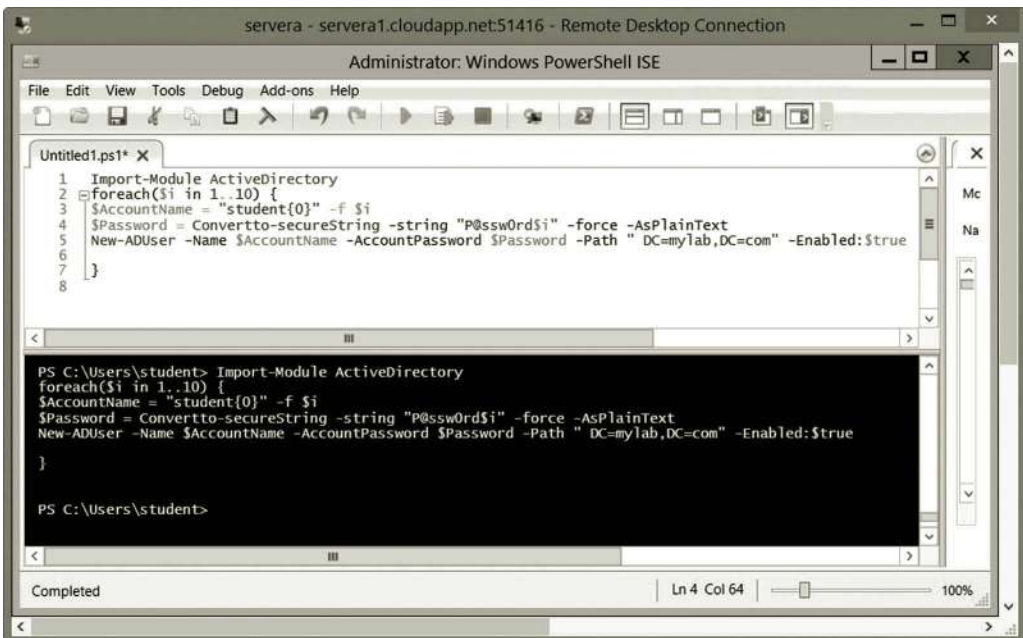 servera - servera1.cloudapp.net:51416 - Remote Desktop Connection
Administrator: Windows PowerShell ISE
File Edit View Tools Debug Add-ons Help
Untitled1.ps1* X
1 Import-Module ActiveDirectory
2 foreach($i in 1..10) {
3 $AccountName = "student{0}" -f $i
4 $Password = Convertto-secureString -string "P@ssw0rd$i" -force -AsPlainText
5 New-ADUser -Name $AccountName -AccountPassword $Password -Path " DC=mylab,DC=com" -Enabled:$true
6
7 }
8
Mc
Na
PS C:\Users\student> Import-Module ActiveDirectory
foreach($i in 1..10) {
$AccountName = "student{0}" -f $i
$Password = Convertto-secureString -string "P@ssw0rd$i" -force -AsPlainText
New-ADUser -Name $AccountName -AccountPassword $Password -Path " DC=mylab,DC=com" -Enabled:$true
}
PS C:\Users\student>
Completed
Ln 4 Col 64
100%